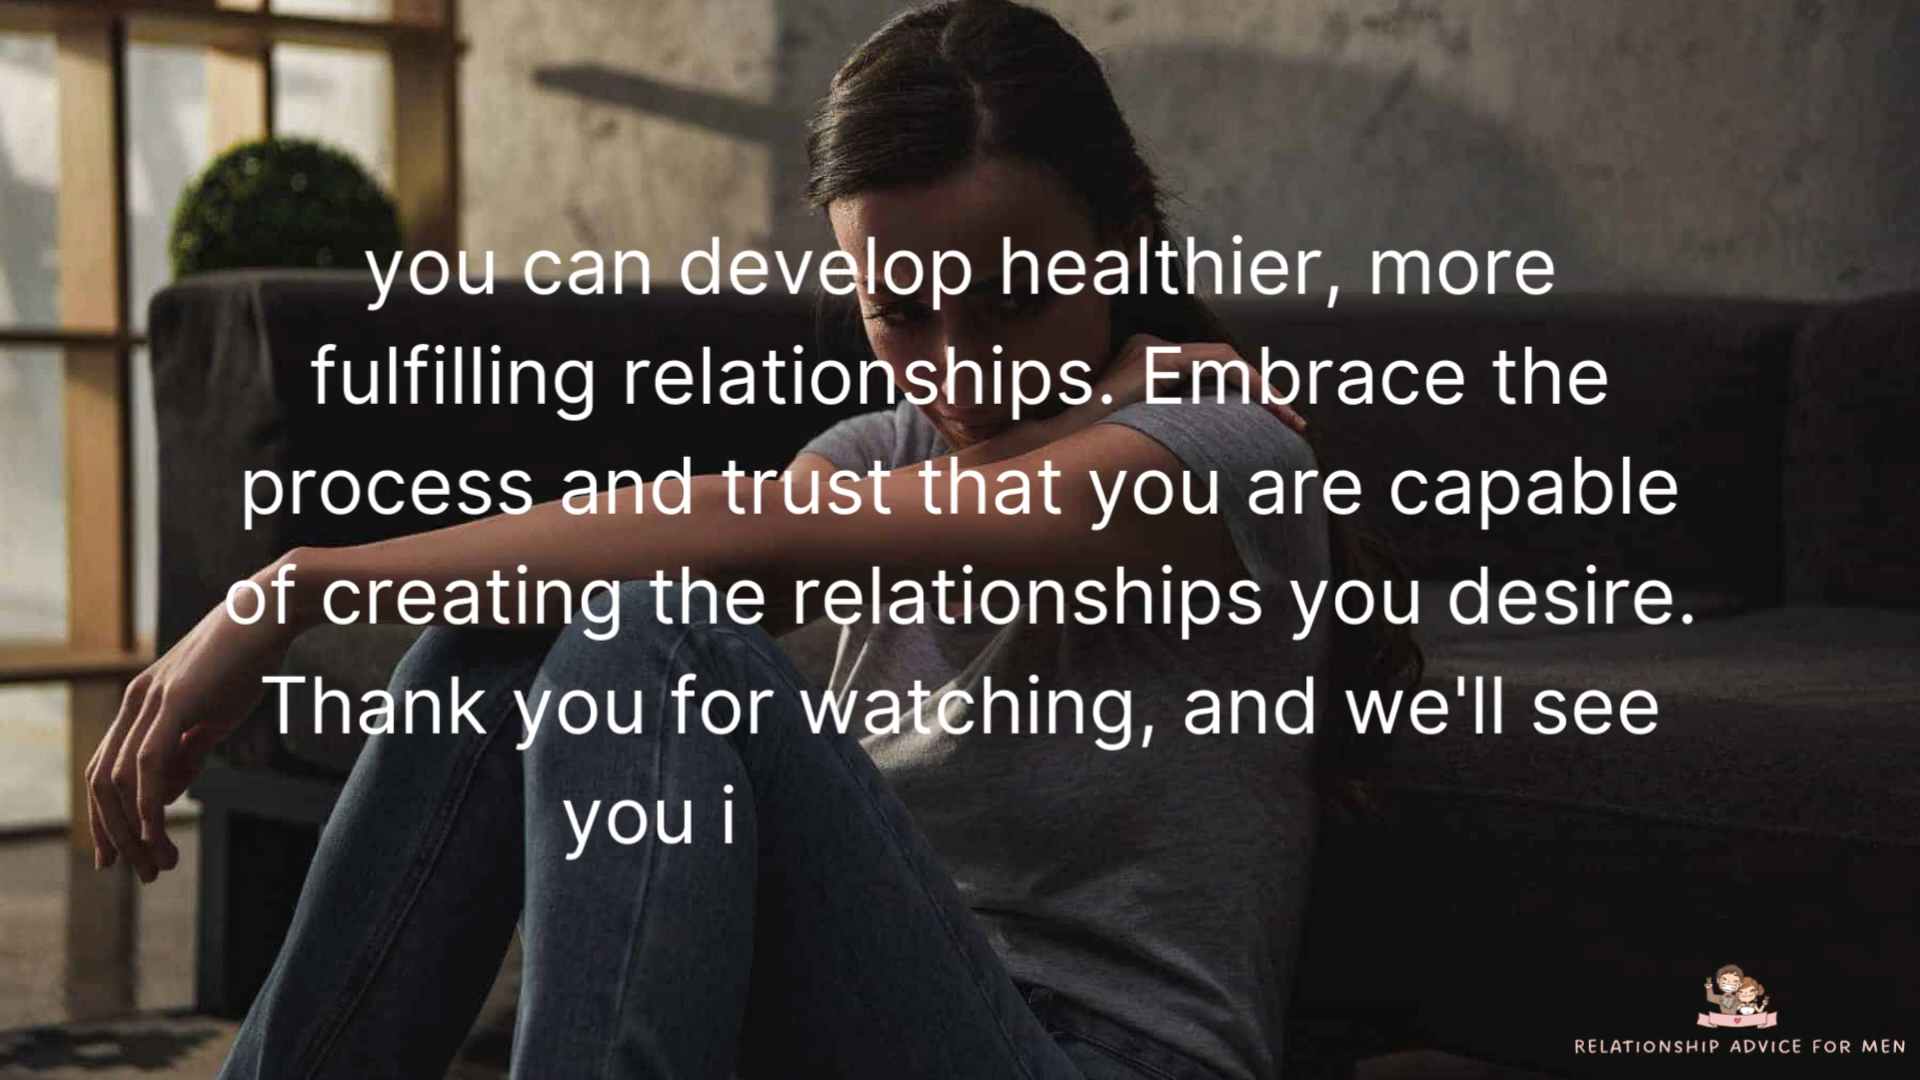 you can develop healthier, more
fulfilling relationships. Embrace the
process and trust that you are capable
of creating the relationships you desire.
Thank you for watching, and we'll see
you i
RELATIONSHIP ADVICE FOR MEN